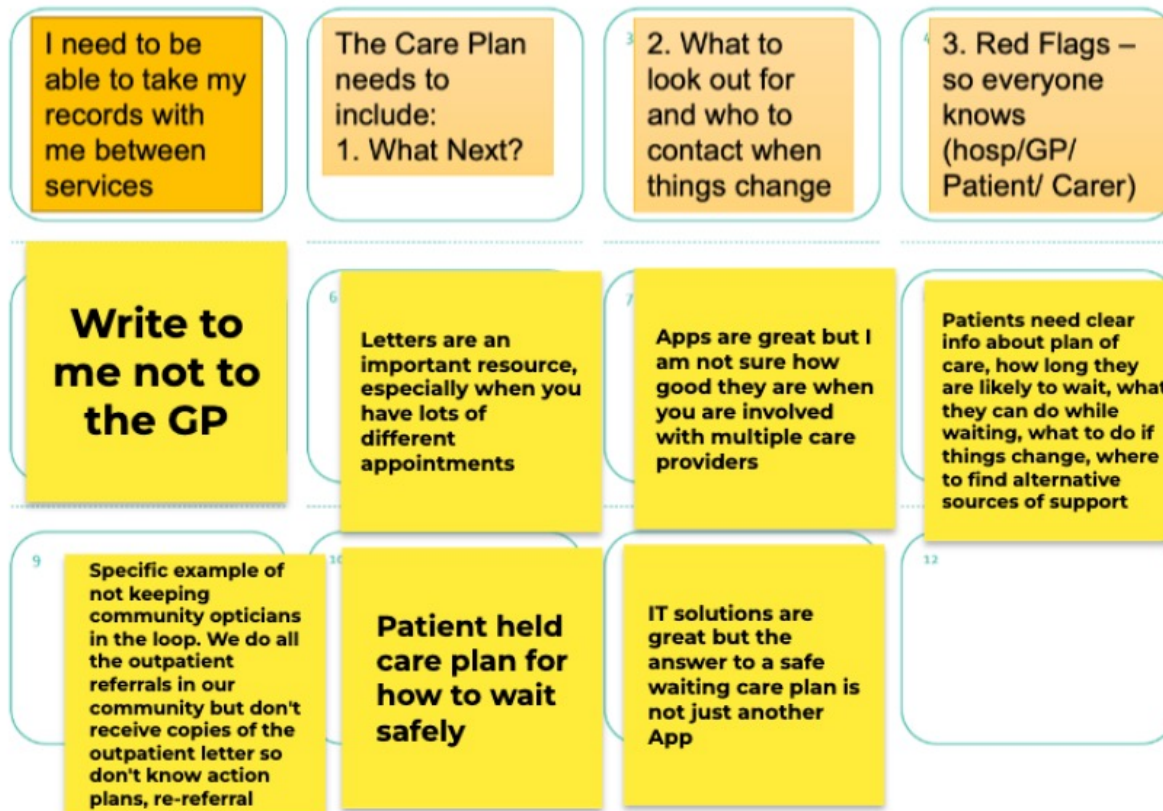 I need to be
able to take my
records with
me between
services
The Care Plan
needs to
include:
1. What Next?
3
2. What to
look out for
and who to
contact when
things change
4
3. Red Flags –
so everyone
knows
(hosp/GP/
Patient/ Carer)
Write to
me not to
the GP
6
Letters are an
important resource,
especially when you
have lots of
different
appointments
7
Apps are great but I
am not sure how
good they are when
you are involved
with multiple care
providers
Patients need clear
info about plan of
care, how long they
are likely to wait, what
they can do while
waiting, what to do if
things change, where
to find alternative
sources of support
9
Specific example of
not keeping
community opticians
in the loop. We do all
the outpatient
referrals in our
community but don't
receive copies of the
outpatient letter so
don't know action
plans, re-referral
10
Patient held
care plan for
how to wait
safely
IT solutions are
great but the
answer to a safe
waiting care plan is
not just another
App
12